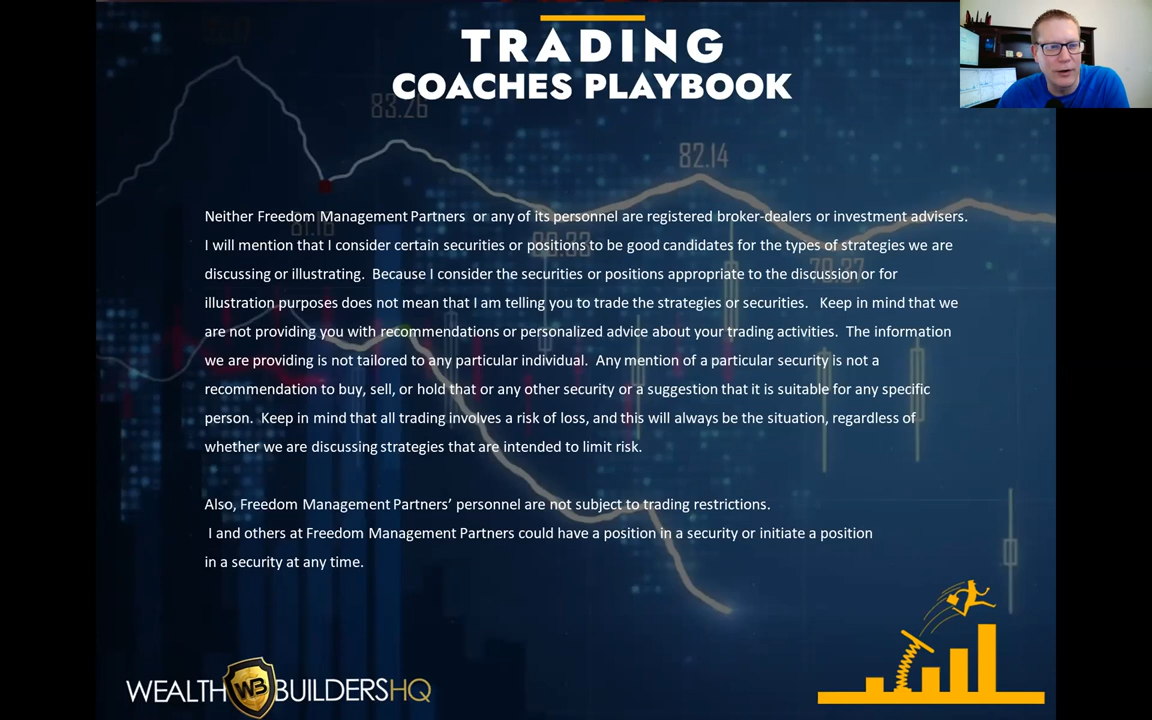 TRADING
COACHES PLAYBOOK
83.26
82.14
Neither Freedom Management Partners or any of its personnel are registered broker-dealers or investment advisers.
I will mention that I consider certain securities or positions to be good candidates for the types of strategies we are
discussing or illustrating. Because I consider the securities or positions appropriate to the discussion or for
illustration purposes does not mean that I am telling you to trade the strategies or securities. Keep in mind that we
are not providing you with recommendations or personalized advice about your trading activities. The information
we are providing is not tailored to any particular individual. Any mention of a particular security is not a
recommendation to buy, sell, or hold that or any other security or a suggestion that it is suitable for any specific
person. Keep in mind that all trading involves a risk of loss, and this will always be the situation, regardless of
whether we are discussing strategies that are intended to limit risk.
Also, Freedom Management Partners’ personnel are not subject to trading restrictions.
I and others at Freedom Management Partners could have a position in a security or initiate a position
in a security at any time.
WEALTH WB BUILDERSHQ